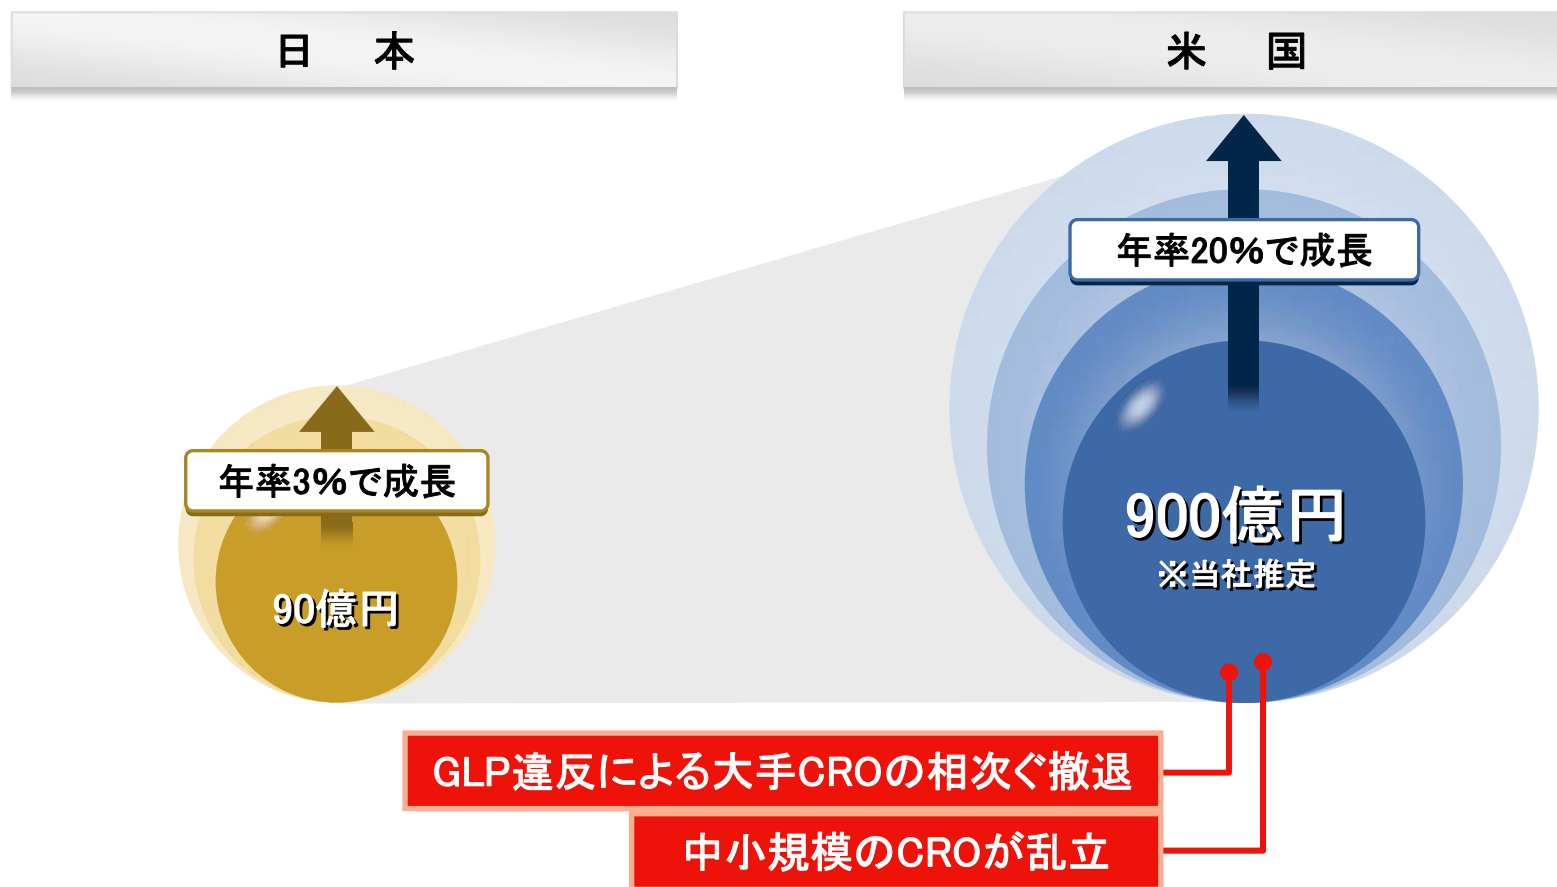 日 本
米 国
年率20%で成長
年率3%で成長
900億円
※当社推定
90億円
GLP違反による大手CROの相次ぐ撤退
中小規模のCROが乱立